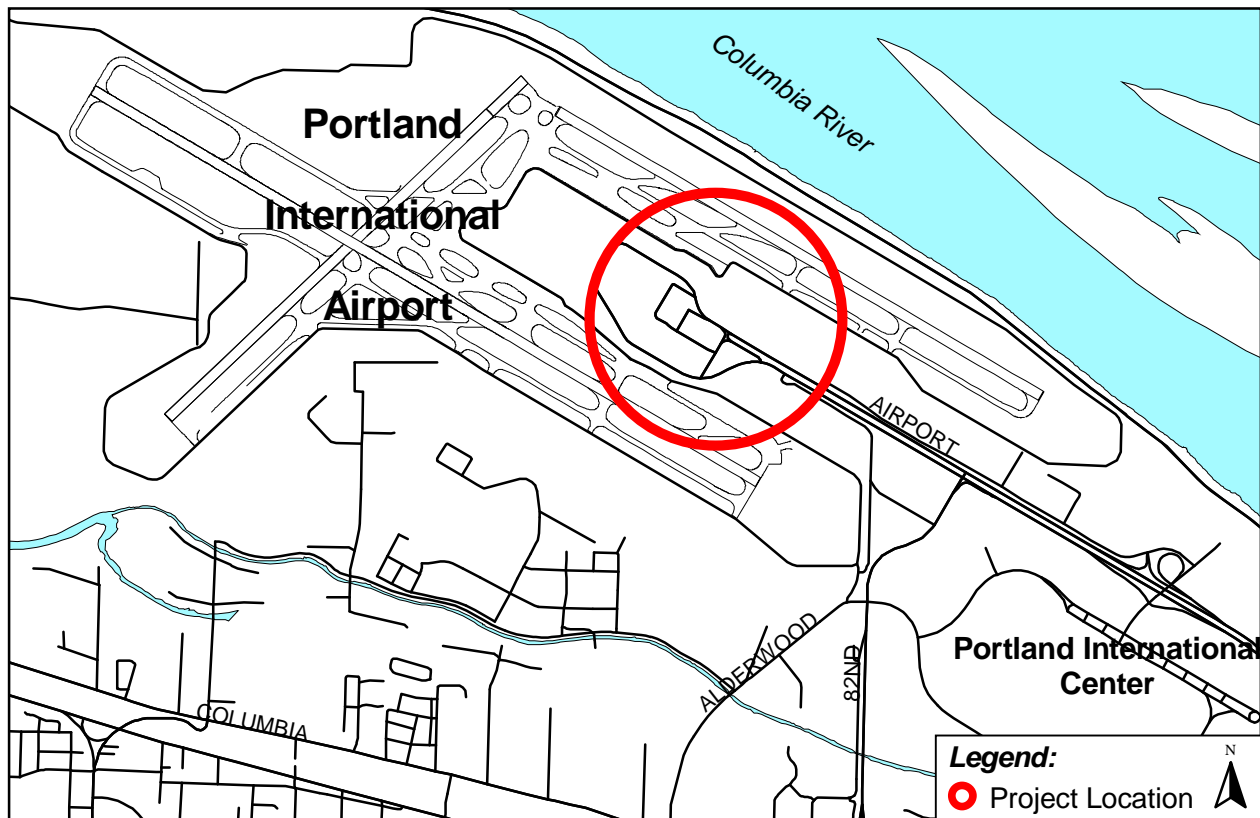 Columbia River
Portland
International
Airport
AIRPORT
ALDERWOOD
82ND
Portland International
Center
COLUMBIA
Legend:
Project Location
N